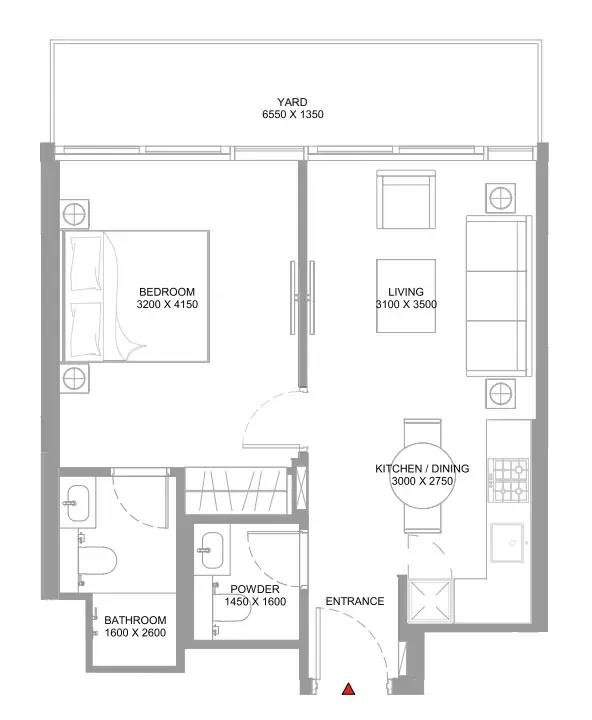 YARD
6550 X 1350
BEDROOM
3200 X 4150
LIVING
3100 X 3500
KITCHEN / DINING
3000 X 2750
POWDER
1450 X 1600
ENTRANCE
BATHROOM
1600 X 2600